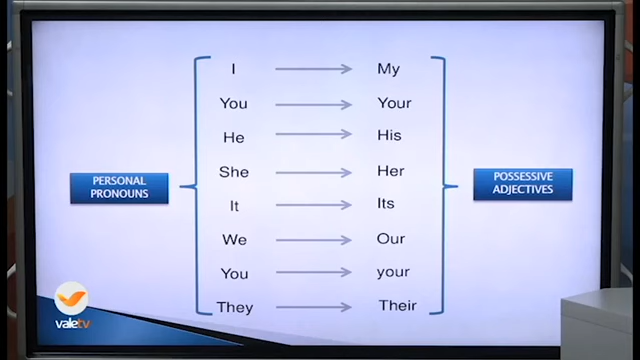 I My
You Your
He His
She Her
PERSONAL
PRONOUNS
POSSESSIVE
ADJECTIVES
It Its
We Our
You your
They Their
valetv